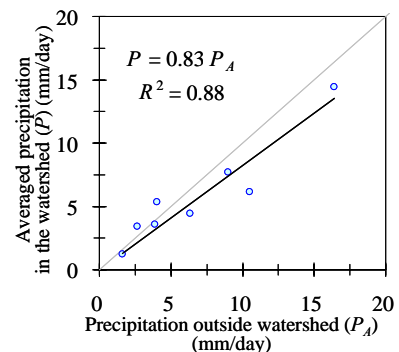 Averaged precipitation
in the watershed (P) (mm/day)
20
15
10
5
0
P = 0.83 P_A
R² = 0.88
0 5 10 15 20
Precipitation outside watershed (P_A)
(mm/day)